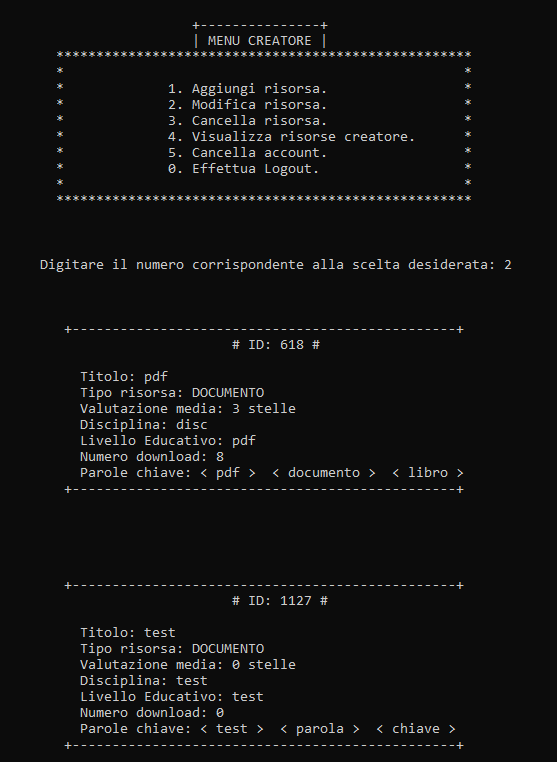 +---------------+
| MENU CREATORE |
****************************************************
* *
* 1. Aggiungi risorsa. *
* 2. Modifica risorsa. *
* 3. Cancella risorsa. *
* 4. Visualizza risorse creatore. *
* 5. Cancella account. *
* 0. Effettua Logout. *
* *
****************************************************
Digitare il numero corrispondente alla scelta desiderata: 2
+------------------------------------------------+
# ID: 618 #
Titolo: pdf
Tipo risorsa: DOCUMENTO
Valutazione media: 3 stelle
Disciplina: disc
Livello Educativo: pdf
Numero download: 8
Parole chiave: < pdf > < documento > < libro >
+------------------------------------------------+
+------------------------------------------------+
# ID: 1127 #
Titolo: test
Tipo risorsa: DOCUMENTO
Valutazione media: 0 stelle
Disciplina: test
Livello Educativo: test
Numero download: 0
Parole chiave: < test > < parola > < chiave >
+------------------------------------------------+